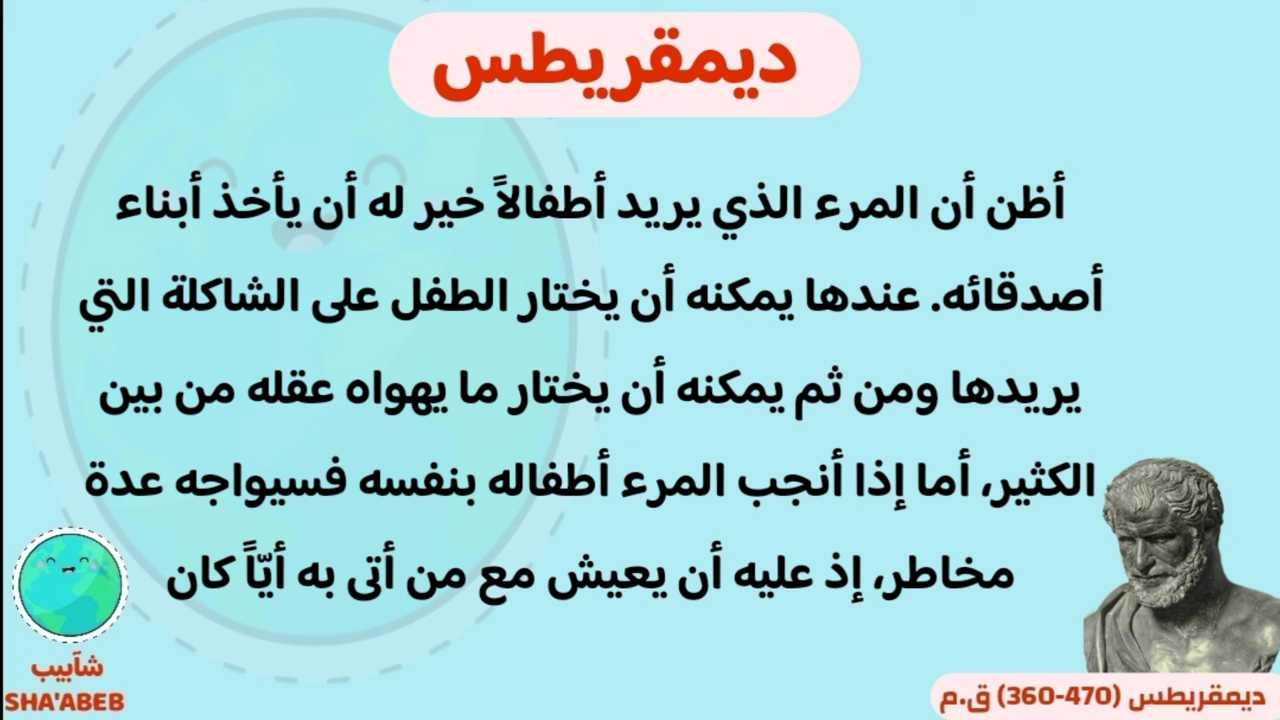 ديمقريطس
أظن أن المرء الذي يريد أطفالاً خير له أن يأخذ أبناء
أصدقائه. عندها يمكنه أن يختار الطفل على الشاكلة التي
يريدها ومن ثم يمكنه أن يختار ما يهواه عقله من بين
الكثير، أما إذا أنجب المرء أطفاله بنفسه فسيواجه عدة
مخاطر، إذ عليه أن يعيش مع من أتى به أيّاً كان
شآبيب
SHA'ABEB
ديمقريطس (470-360) ق.م